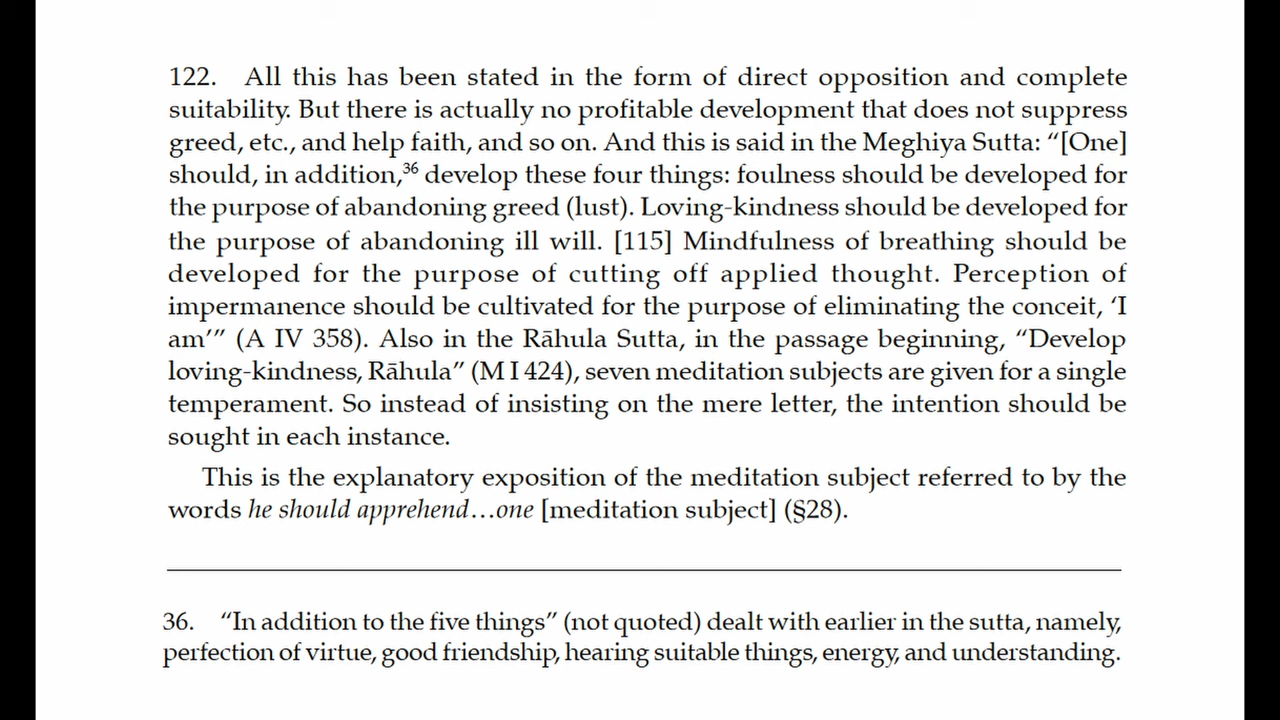 122. All this has been stated in the form of direct opposition and complete
suitability. But there is actually no profitable development that does not suppress
greed, etc., and help faith, and so on. And this is said in the Meghiya Sutta: “[One]
should, in addition,³⁶ develop these four things: foulness should be developed for
the purpose of abandoning greed (lust). Loving-kindness should be developed for
the purpose of abandoning ill will. [115] Mindfulness of breathing should be
developed for the purpose of cutting off applied thought. Perception of
impermanence should be cultivated for the purpose of eliminating the conceit, ‘I
am’” (A IV 358). Also in the Rāhula Sutta, in the passage beginning, “Develop
loving-kindness, Rāhula” (M I 424), seven meditation subjects are given for a single
temperament. So instead of insisting on the mere letter, the intention should be
sought in each instance.
This is the explanatory exposition of the meditation subject referred to by the
words he should apprehend…one [meditation subject] (§28).
36. “In addition to the five things” (not quoted) dealt with earlier in the sutta, namely,
perfection of virtue, good friendship, hearing suitable things, energy, and understanding.